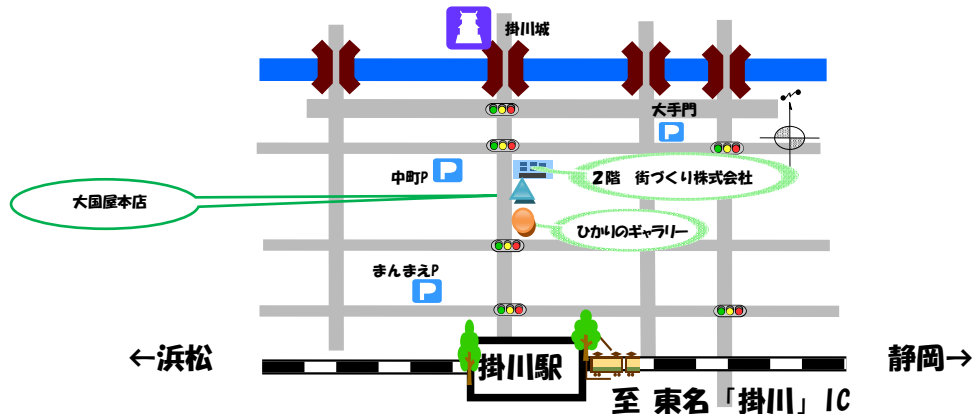 掛川城
大手門
中町P
2階　街づくり株式会社
大国屋本店
ひかりのギャラリー
まんまえP
←浜松
掛川駅
静岡→
至 東名「掛川」IC